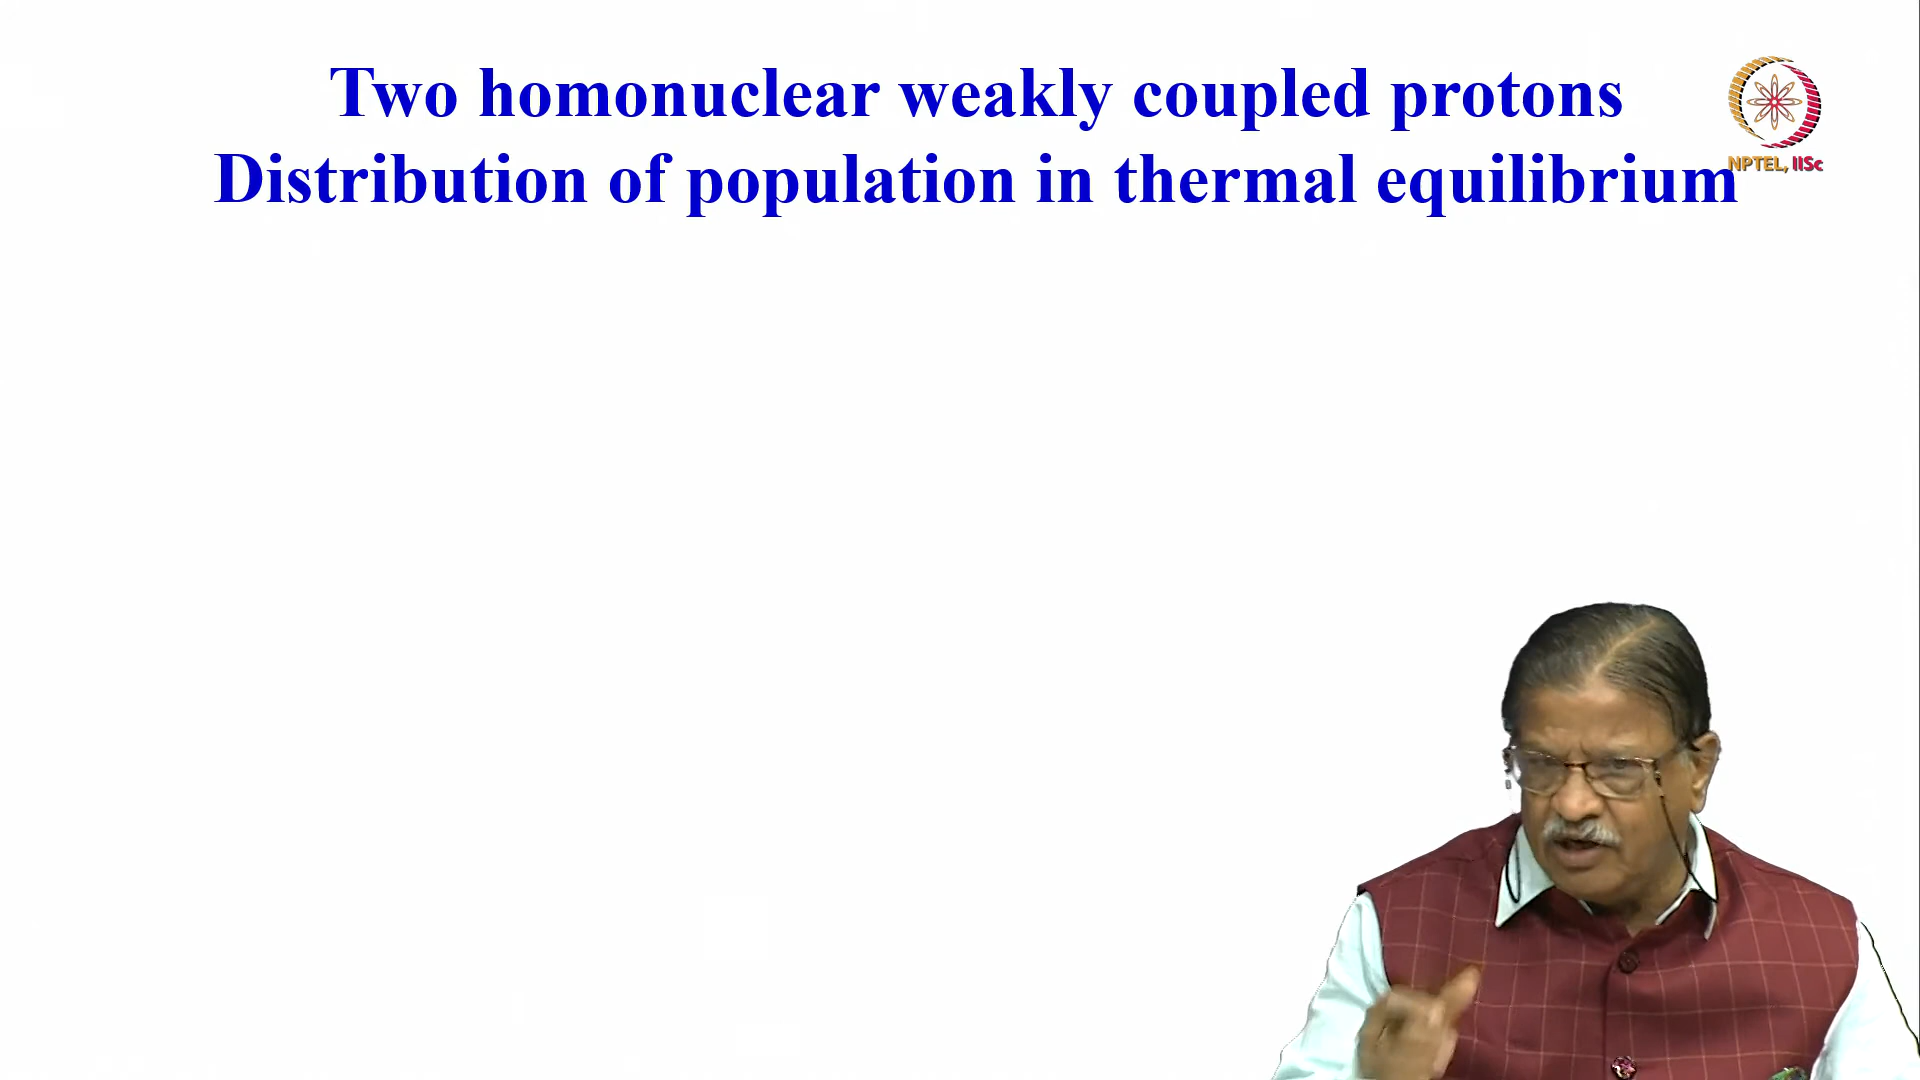 Two homonuclear weakly coupled protons
Distribution of population in thermal equilibrium
NPTEL, IISc